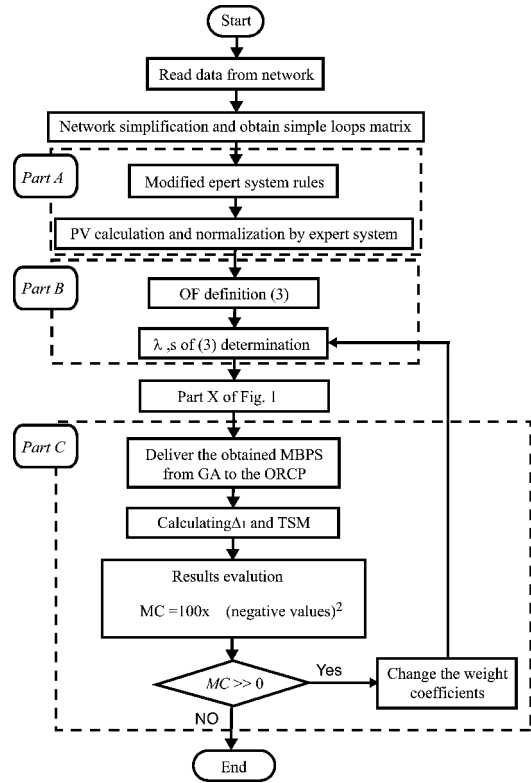 Start
Read data from network
Network simplification and obtain simple loops matrix
Part A
Modified epert system rules
PV calculation and normalization by expert system
Part B
OF definition (3)
λ ,s of (3) determination
Part X of Fig. 1
Part C
Deliver the obtained MBPS
from GA to the ORCP
Calculating Δı and TSM
Results evalution
MC =100x (negative values)2
MC >> 0
Yes
Change the weight
coefficients
NO
End